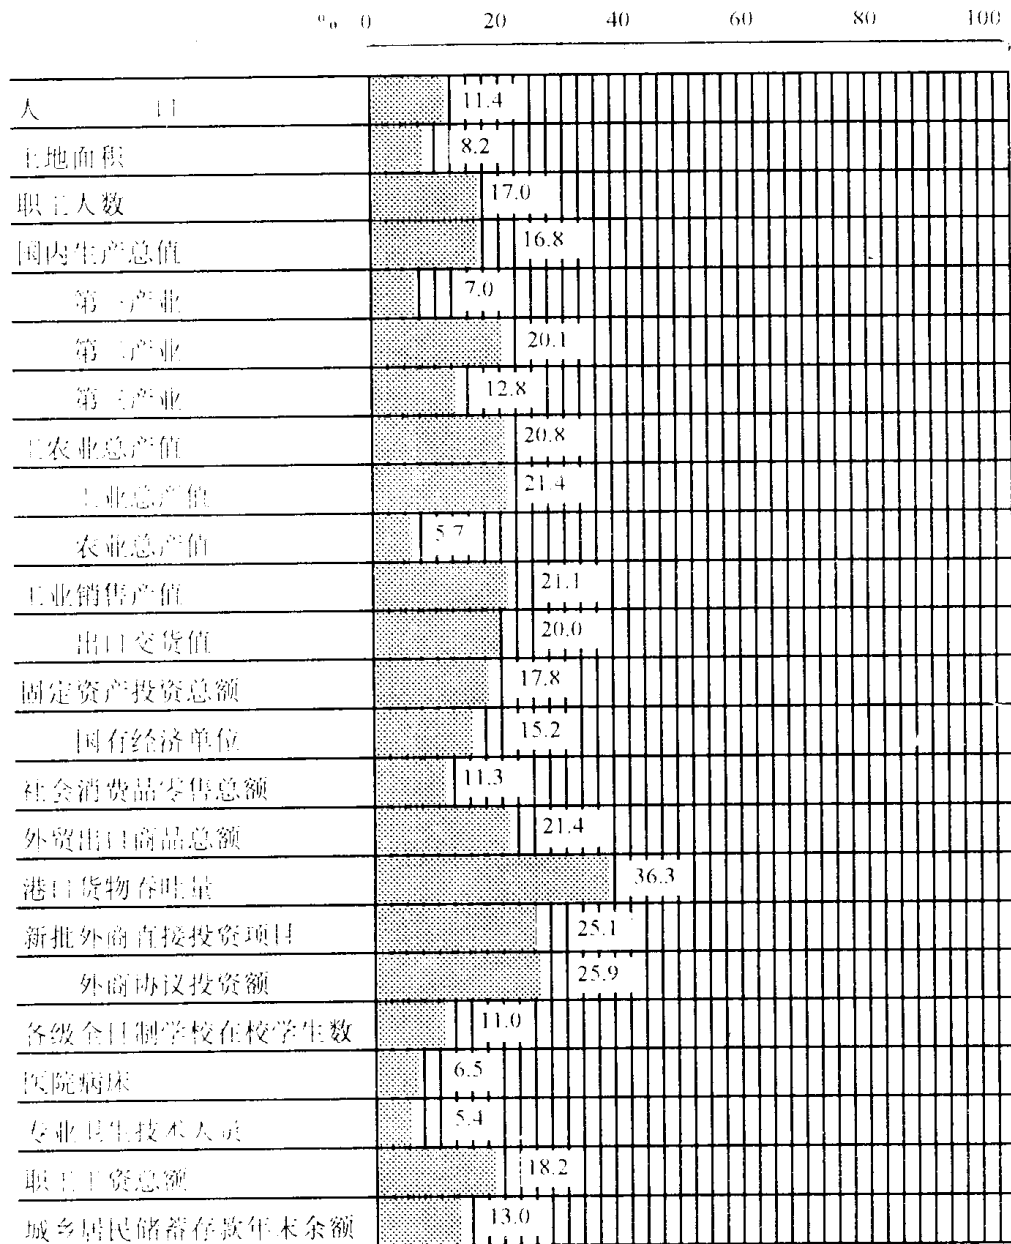 % 0 20 40 60 80 100
人口 11.4
土地面积 8.2
职工人数 17.0
国内生产总值 16.8
第一产业 7.0
第二产业 20.1
第三产业 12.8
工农业总产值 20.8
工业总产值 21.4
农业总产值 5.7
工业销售产值 21.1
出口交货值 20.0
固定资产投资总额 17.8
国有经济单位 15.2
社会消费品零售总额 11.3
外贸出口商品总额 21.4
港口货物吞吐量 36.3
新批外商直接投资项目 25.1
外商协议投资额 25.9
各级全日制学校在校学生数 11.0
医院病床 6.5
专业卫生技术人员 5.4
职工工资总额 18.2
城乡居民储蓄存款年末余额 13.0